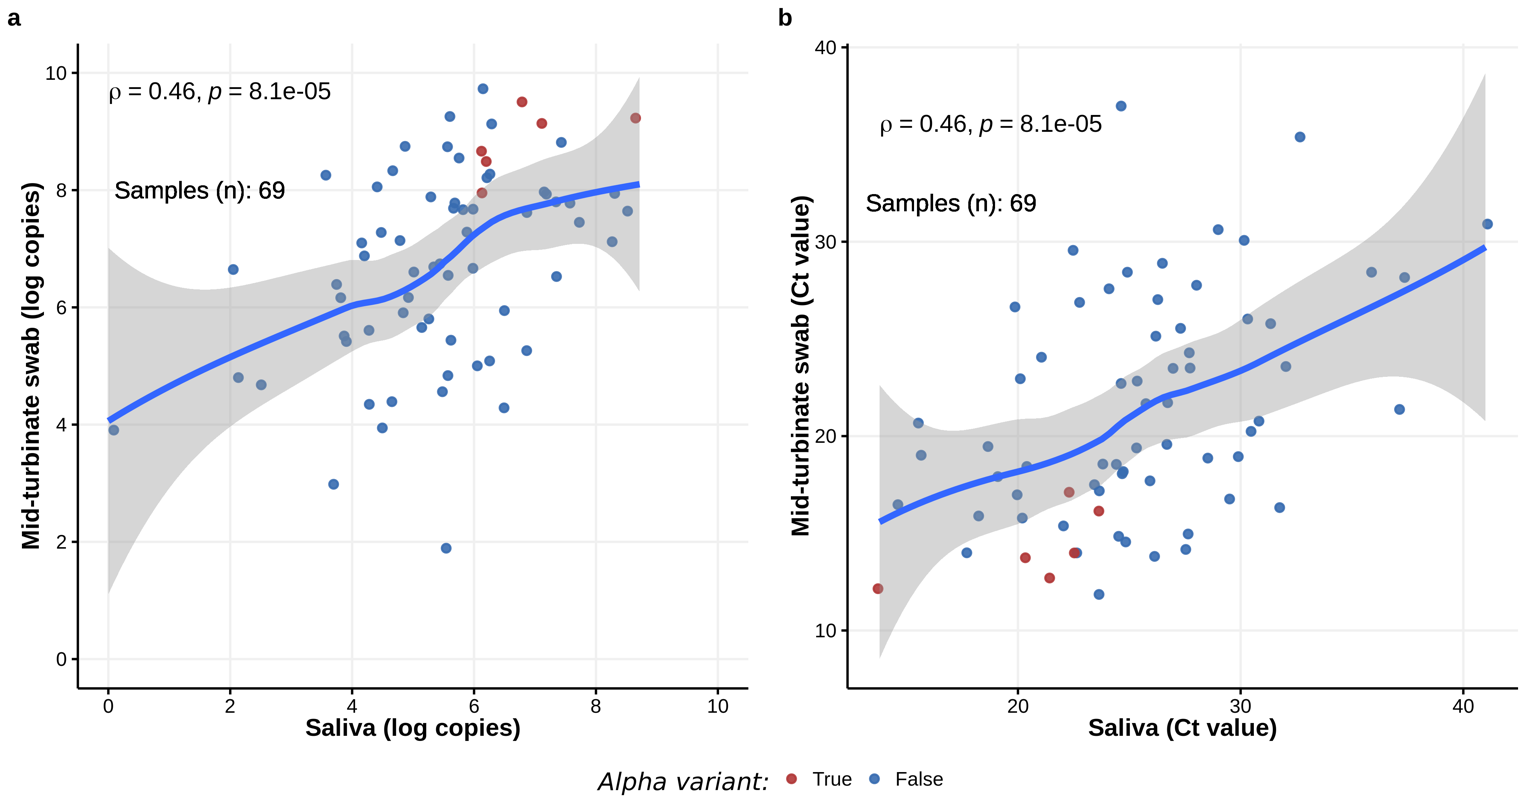 a
ρ = 0.46, p = 8.1e-05
Samples (n): 69
Mid-turbinate swab (log copies)
10
8
6
4
2
0
0 2 4 6 8 10
Saliva (log copies)
b
ρ = 0.46, p = 8.1e-05
Samples (n): 69
Mid-turbinate swab (Ct value)
40
30
20
10
20 30 40
Saliva (Ct value)
Alpha variant: True False